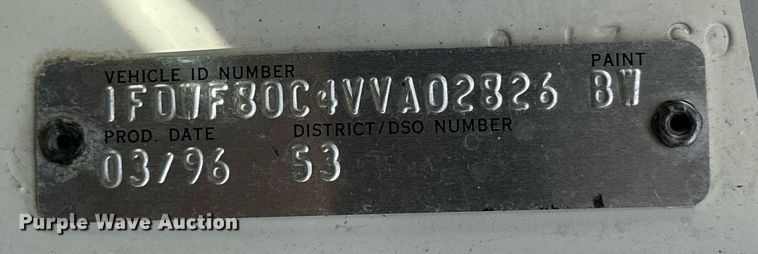 VEHICLE ID NUMBER PAINT
1FDWF80C4VVA02826 BW
PROD. DATE DISTRICT/DSO NUMBER
03/96 53
Purple Wave Auction